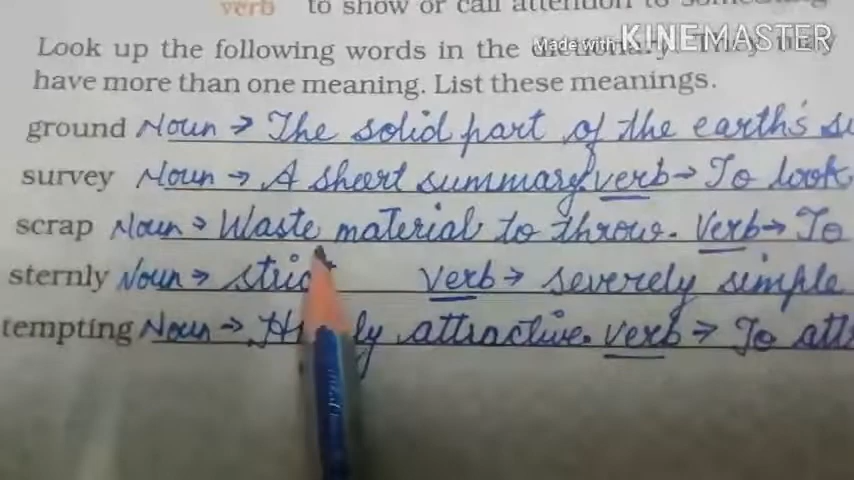 verb to show or call attention to
Made with KINEMASTER
Look up the following words in the dictionary. They may
have more than one meaning. List these meanings.
ground Noun → The solid part of the earth's
survey Noun → A short summary. verb → To look
scrap Noun → Waste material to throw. Verb → To
sternly Noun → verb → severely simple
tempting Noun → attractive. verb → To